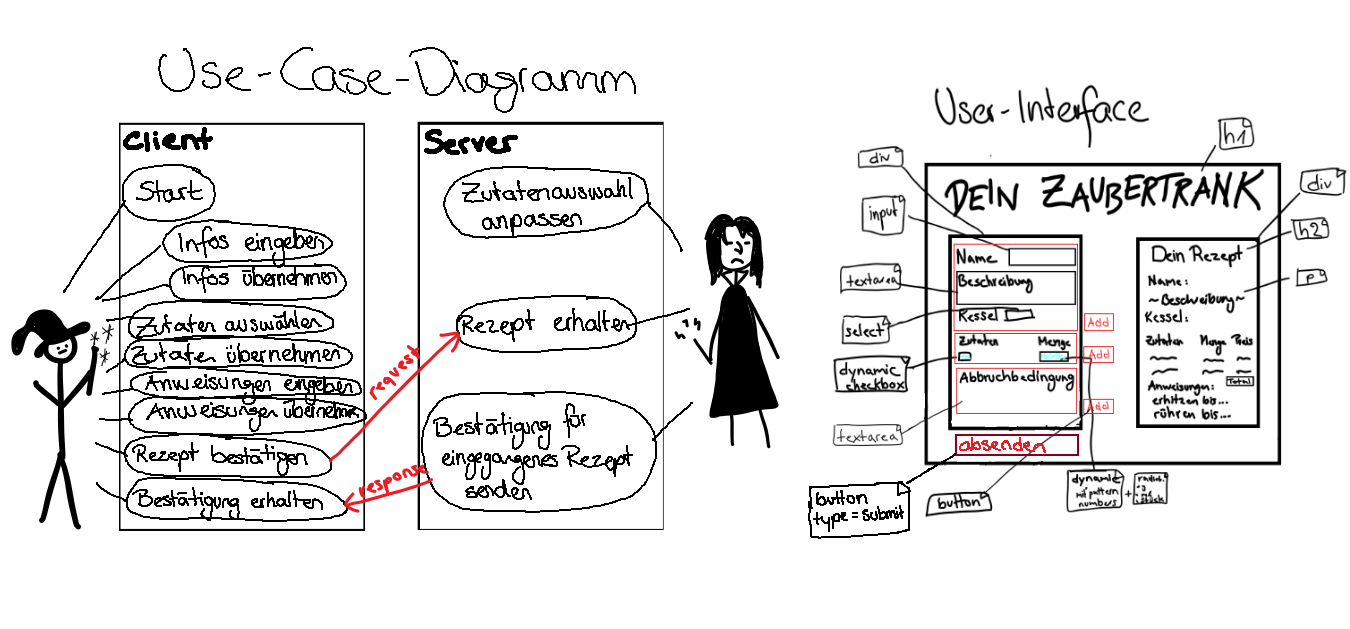 Use-Case-Diagramm
Client
Start
Infos eingeben
Infos übernehmen
Zutaten auswählen
Zutaten übernehmen
Anweisungen eingeben
Anweisungen übernehm
Rezept bestätigen
Bestätigung erhalten
request
response
Server
Zutatenauswahl
anpassen
Rezept erhalten
Bestätigung für
eingegangenes Rezept
senden
User-Interface
h1
div
input
textarea
select
dynamic
checkbox
textarea
button
type = submit
button
dynamic
mit pattern
numbers
+
DEIN ZAUBERTRANK
Name
Beschreibung
Kessel
Add
Zutaten Menge
Add
Abbruchbedingung
Add
absenden
Dein Rezept
Name:
~Beschreibung~
Kessel:
Zutaten Menge Preis
Total
Anweisungen:
erhitzen bis...
rühren bis...
div
h2
p